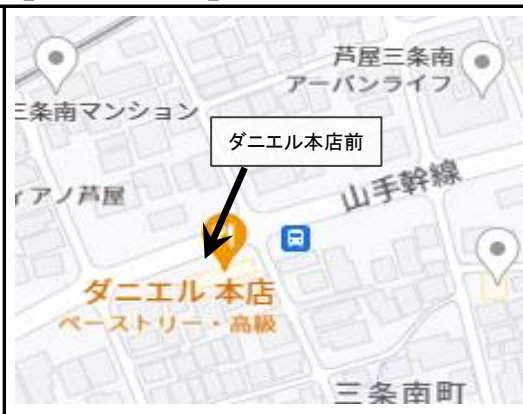 芦屋三条南
アーバンライフ
三条南マンション
ダニエル本店前
山手幹線
ィアノ芦屋
ダニエル 本店
ペーストリー・高級
三条南町